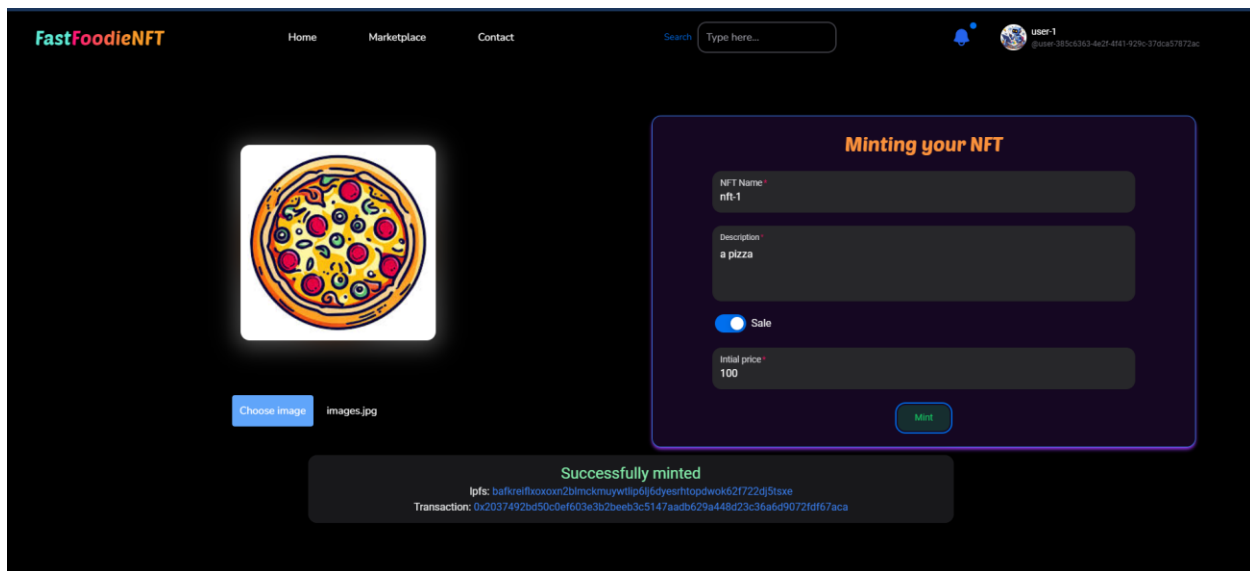 FastFoodieNFT
Home Marketplace Contact
Search Type here...
user-1
@user-385c6363-4e2f-4f41-929c-37dca57872ac
Minting your NFT
NFT Name*
nft-1
Description*
a pizza
Sale
Intial price*
100
Choose image images.jpg
Mint
Successfully minted
Ipfs: bafkreiflxoxoxn2blmckmuywtlip6lj6dyesrhtopdwok62f722dj5tsxe
Transaction: 0x2037492bd50c0ef603e3b2beeb3c5147aadb629a448d23c36a6d9072fdf67aca